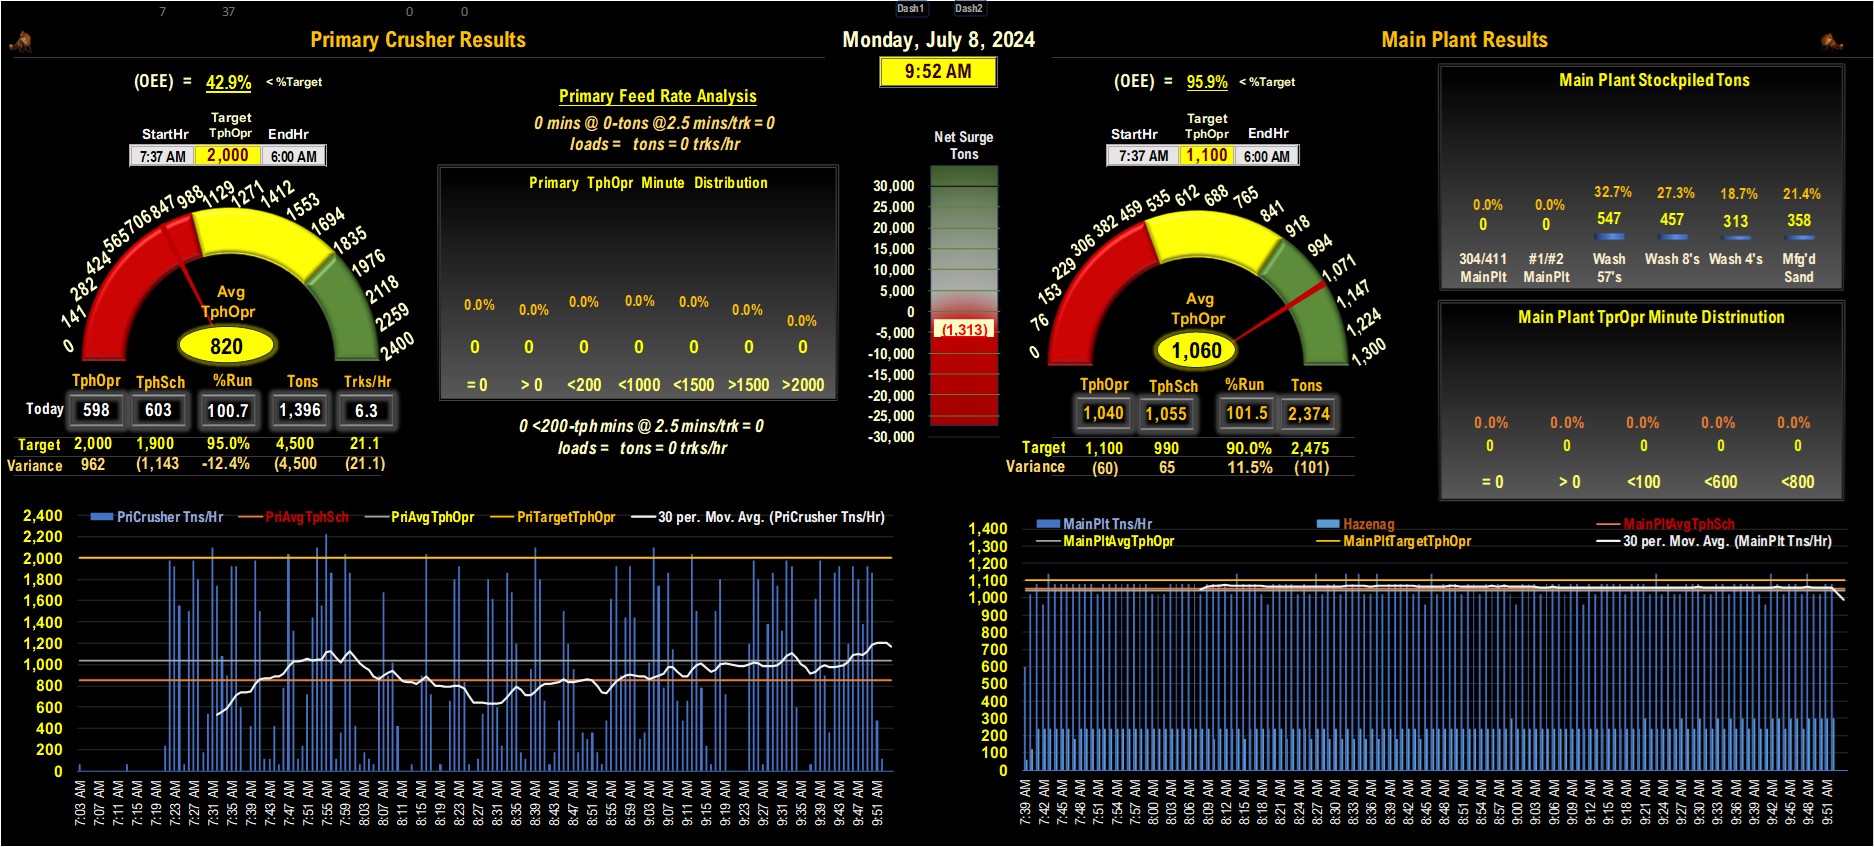 7 37 0 0 Dash1 Dash2
Primary Crusher Results
Monday, July 8, 2024
Main Plant Results
9:52 AM
(OEE) = 42.9% < %Target
Target
StartHr TphOpr EndHr
7:37 AM 2,000 6:00 AM
0 141 282 424 565 706 847 988 1129 1271 1412 1553 1694 1835 1976 2118 2259 2400
Avg
TphOpr
820
TphOpr TphSch %Run Tons Trks/Hr
Today 598 603 100.7 1,396 6.3
Target 2,000 1,900 95.0% 4,500 21.1
Variance 962 (1,143 -12.4% (4,500 (21.1)
Primary Feed Rate Analysis
0 mins @ 0-tons @2.5 mins/trk = 0
loads = tons = 0 trks/hr
Primary TphOpr Minute Distribution
0.0% 0.0% 0.0% 0.0% 0.0% 0.0% 0.0%
0 0 0 0 0 0 0
= 0 > 0 <200 <1000 <1500 >1500 >2000
0 <200-tph mins @ 2.5 mins/trk = 0
loads = tons = 0 trks/hr
Net Surge
Tons
30,000
25,000
20,000
15,000
10,000
5,000
0
-5,000
-10,000
-15,000
-20,000
-25,000
-30,000
(1,313)
(OEE) = 95.9% < %Target
Target
StartHr TphOpr EndHr
7:37 AM 1,100 6:00 AM
0 76 153 229 306 382 459 535 612 688 765 841 918 994 1,071 1,147 1,224 1,300
Avg
TphOpr
1,060
TphOpr TphSch %Run Tons
1,040 1,055 101.5 2,374
Target 1,100 990 90.0% 2,475
Variance (60) 65 11.5% (101)
Main Plant Stockpiled Tons
0.0% 0.0% 32.7% 27.3% 18.7% 21.4%
0 0 547 457 313 358
304/411 #1/#2 Wash Wash 8's Wash 4's Mfg'd
MainPlt MainPlt 57's Sand
Main Plant TprOpr Minute Distrinution
0.0% 0.0% 0.0% 0.0% 0.0%
0 0 0 0 0
= 0 > 0 <100 <600 <800
PriCrusher Tns/Hr PriAvgTphSch PriAvgTphOpr PriTargetTphOpr 30 per. Mov. Avg. (PriCrusher Tns/Hr)
2,400
2,200
2,000
1,800
1,600
1,400
1,200
1,000
800
600
400
200
0
7:03 AM 7:07 AM 7:11 AM 7:15 AM 7:19 AM 7:23 AM 7:27 AM 7:31 AM 7:35 AM 7:39 AM 7:43 AM 7:47 AM 7:51 AM 7:55 AM 7:59 AM 8:03 AM 8:07 AM 8:11 AM 8:15 AM 8:19 AM 8:23 AM 8:27 AM 8:31 AM 8:35 AM 8:39 AM 8:43 AM 8:47 AM 8:51 AM 8:55 AM 8:59 AM 9:03 AM 9:07 AM 9:11 AM 9:15 AM 9:19 AM 9:23 AM 9:27 AM 9:31 AM 9:35 AM 9:39 AM 9:43 AM 9:47 AM 9:51 AM
MainPlt Tns/Hr Hazenag MainPltAvgTphSch
MainPltAvgTphOpr MainPltTargetTphOpr 30 per. Mov. Avg. (MainPlt Tns/Hr)
1,400
1,300
1,200
1,100
1,000
900
800
700
600
500
400
300
200
100
0
7:39 AM 7:42 AM 7:45 AM 7:48 AM 7:51 AM 7:54 AM 7:57 AM 8:00 AM 8:03 AM 8:06 AM 8:09 AM 8:12 AM 8:15 AM 8:18 AM 8:21 AM 8:24 AM 8:27 AM 8:30 AM 8:33 AM 8:36 AM 8:39 AM 8:42 AM 8:45 AM 8:48 AM 8:51 AM 8:54 AM 8:57 AM 9:00 AM 9:03 AM 9:06 AM 9:09 AM 9:12 AM 9:15 AM 9:18 AM 9:21 AM 9:24 AM 9:27 AM 9:30 AM 9:33 AM 9:36 AM 9:39 AM 9:42 AM 9:45 AM 9:48 AM 9:51 AM